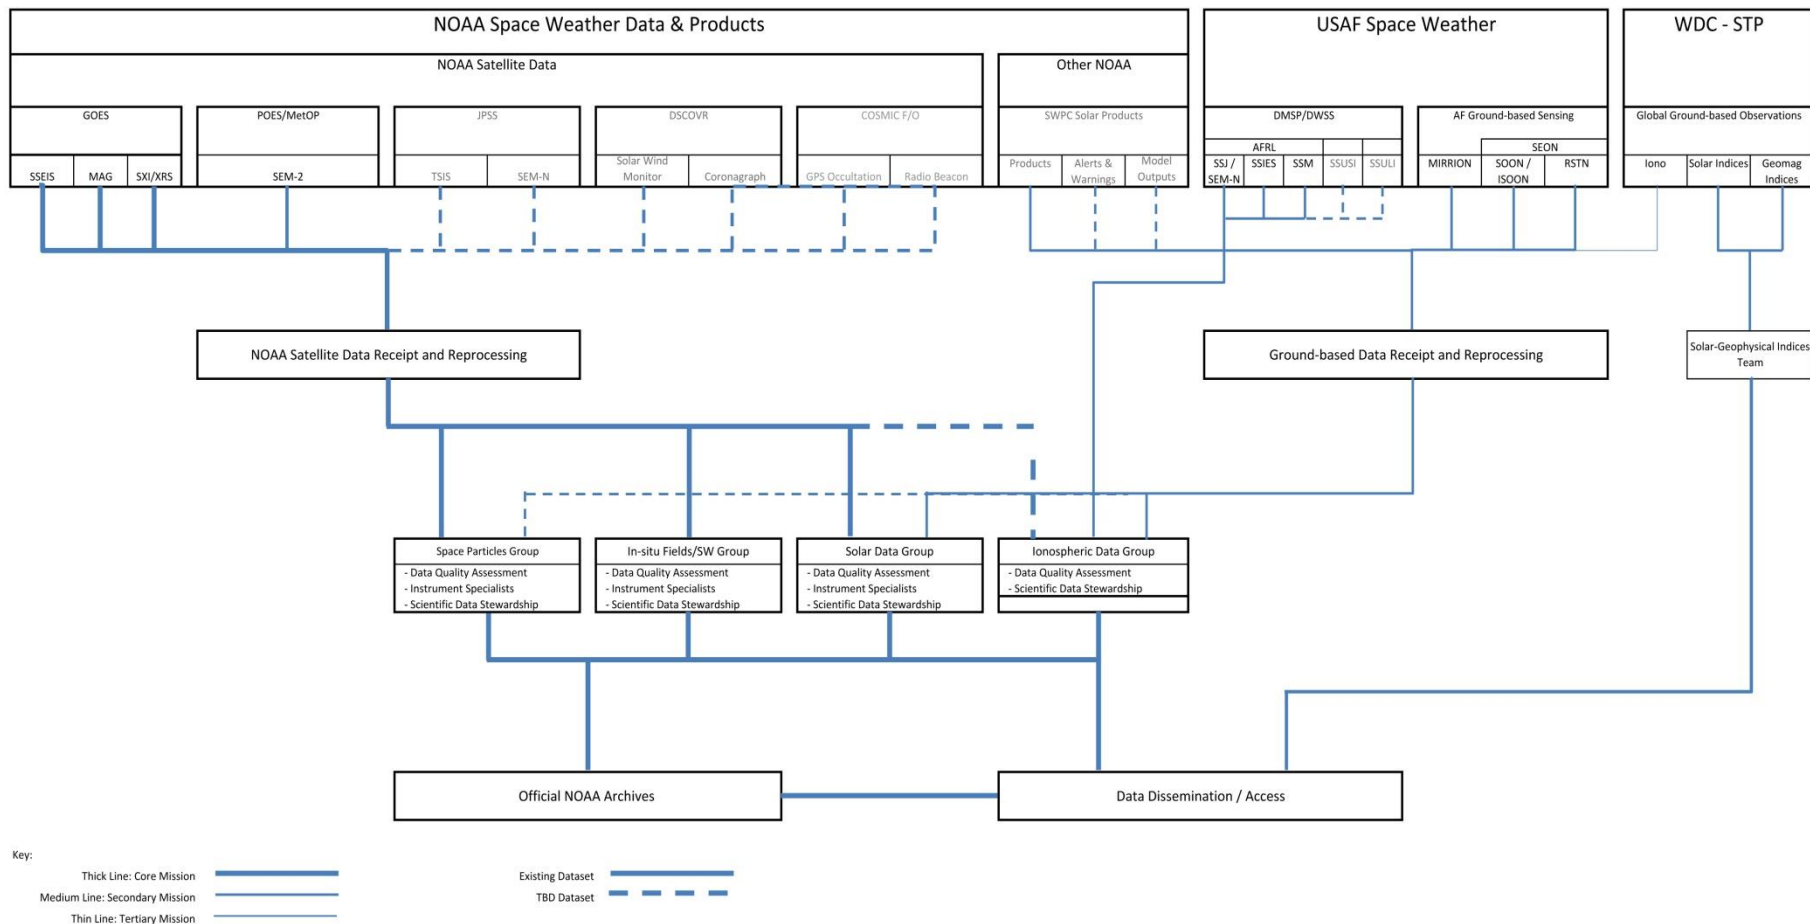 NOAA Space Weather Data & Products
USAF Space Weather
WDC - STP
NOAA Satellite Data
Other NOAA
GOES
POES/MetOP
JPSS
DSCOVR
COSMIC F/O
SWPC Solar Products
DMSP/DWSS
AF Ground-based Sensing
Global Ground-based Observations
AFRL
SEON
SSEIS
MAG
SXI/XRS
SEM-2
TSIS
SEM-N
Solar Wind
Monitor
Coronagraph
GPS Occultation
Radio Beacon
Products
Alerts &
Warnings
Model
Outputs
SSJ /
SEM-N
SSIES
SSM
SSUSI
SSULI
MIRRION
SOON /
ISOON
RSTN
Iono
Solar Indices
Geomag
Indices
NOAA Satellite Data Receipt and Reprocessing
Ground-based Data Receipt and Reprocessing
Solar-Geophysical Indices
Team
Space Particles Group
- Data Quality Assessment
- Instrument Specialists
- Scientific Data Stewardship
In-situ Fields/SW Group
- Data Quality Assessment
- Instrument Specialists
- Scientific Data Stewardship
Solar Data Group
- Data Quality Assessment
- Instrument Specialists
- Scientific Data Stewardship
Ionospheric Data Group
- Data Quality Assessment
- Scientific Data Stewardship
Official NOAA Archives
Data Dissemination / Access
Key:
Thick Line: Core Mission
Medium Line: Secondary Mission
Thin Line: Tertiary Mission
Existing Dataset
TBD Dataset